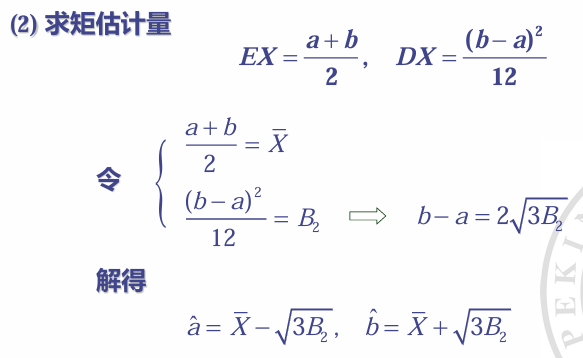 (2) 求矩估计量
EX = \frac{a+b}{2}, DX = \frac{(b-a)^2}{12}
令 \begin{cases} \frac{a+b}{2} = \bar{X} \\ \frac{(b-a)^2}{12} = B_2 \end{cases} ⇨ b-a = 2\sqrt{3B_2}
解得
\hat{a} = \bar{X} - \sqrt{3B_2}, \hat{b} = \bar{X} + \sqrt{3B_2}
PEKIN